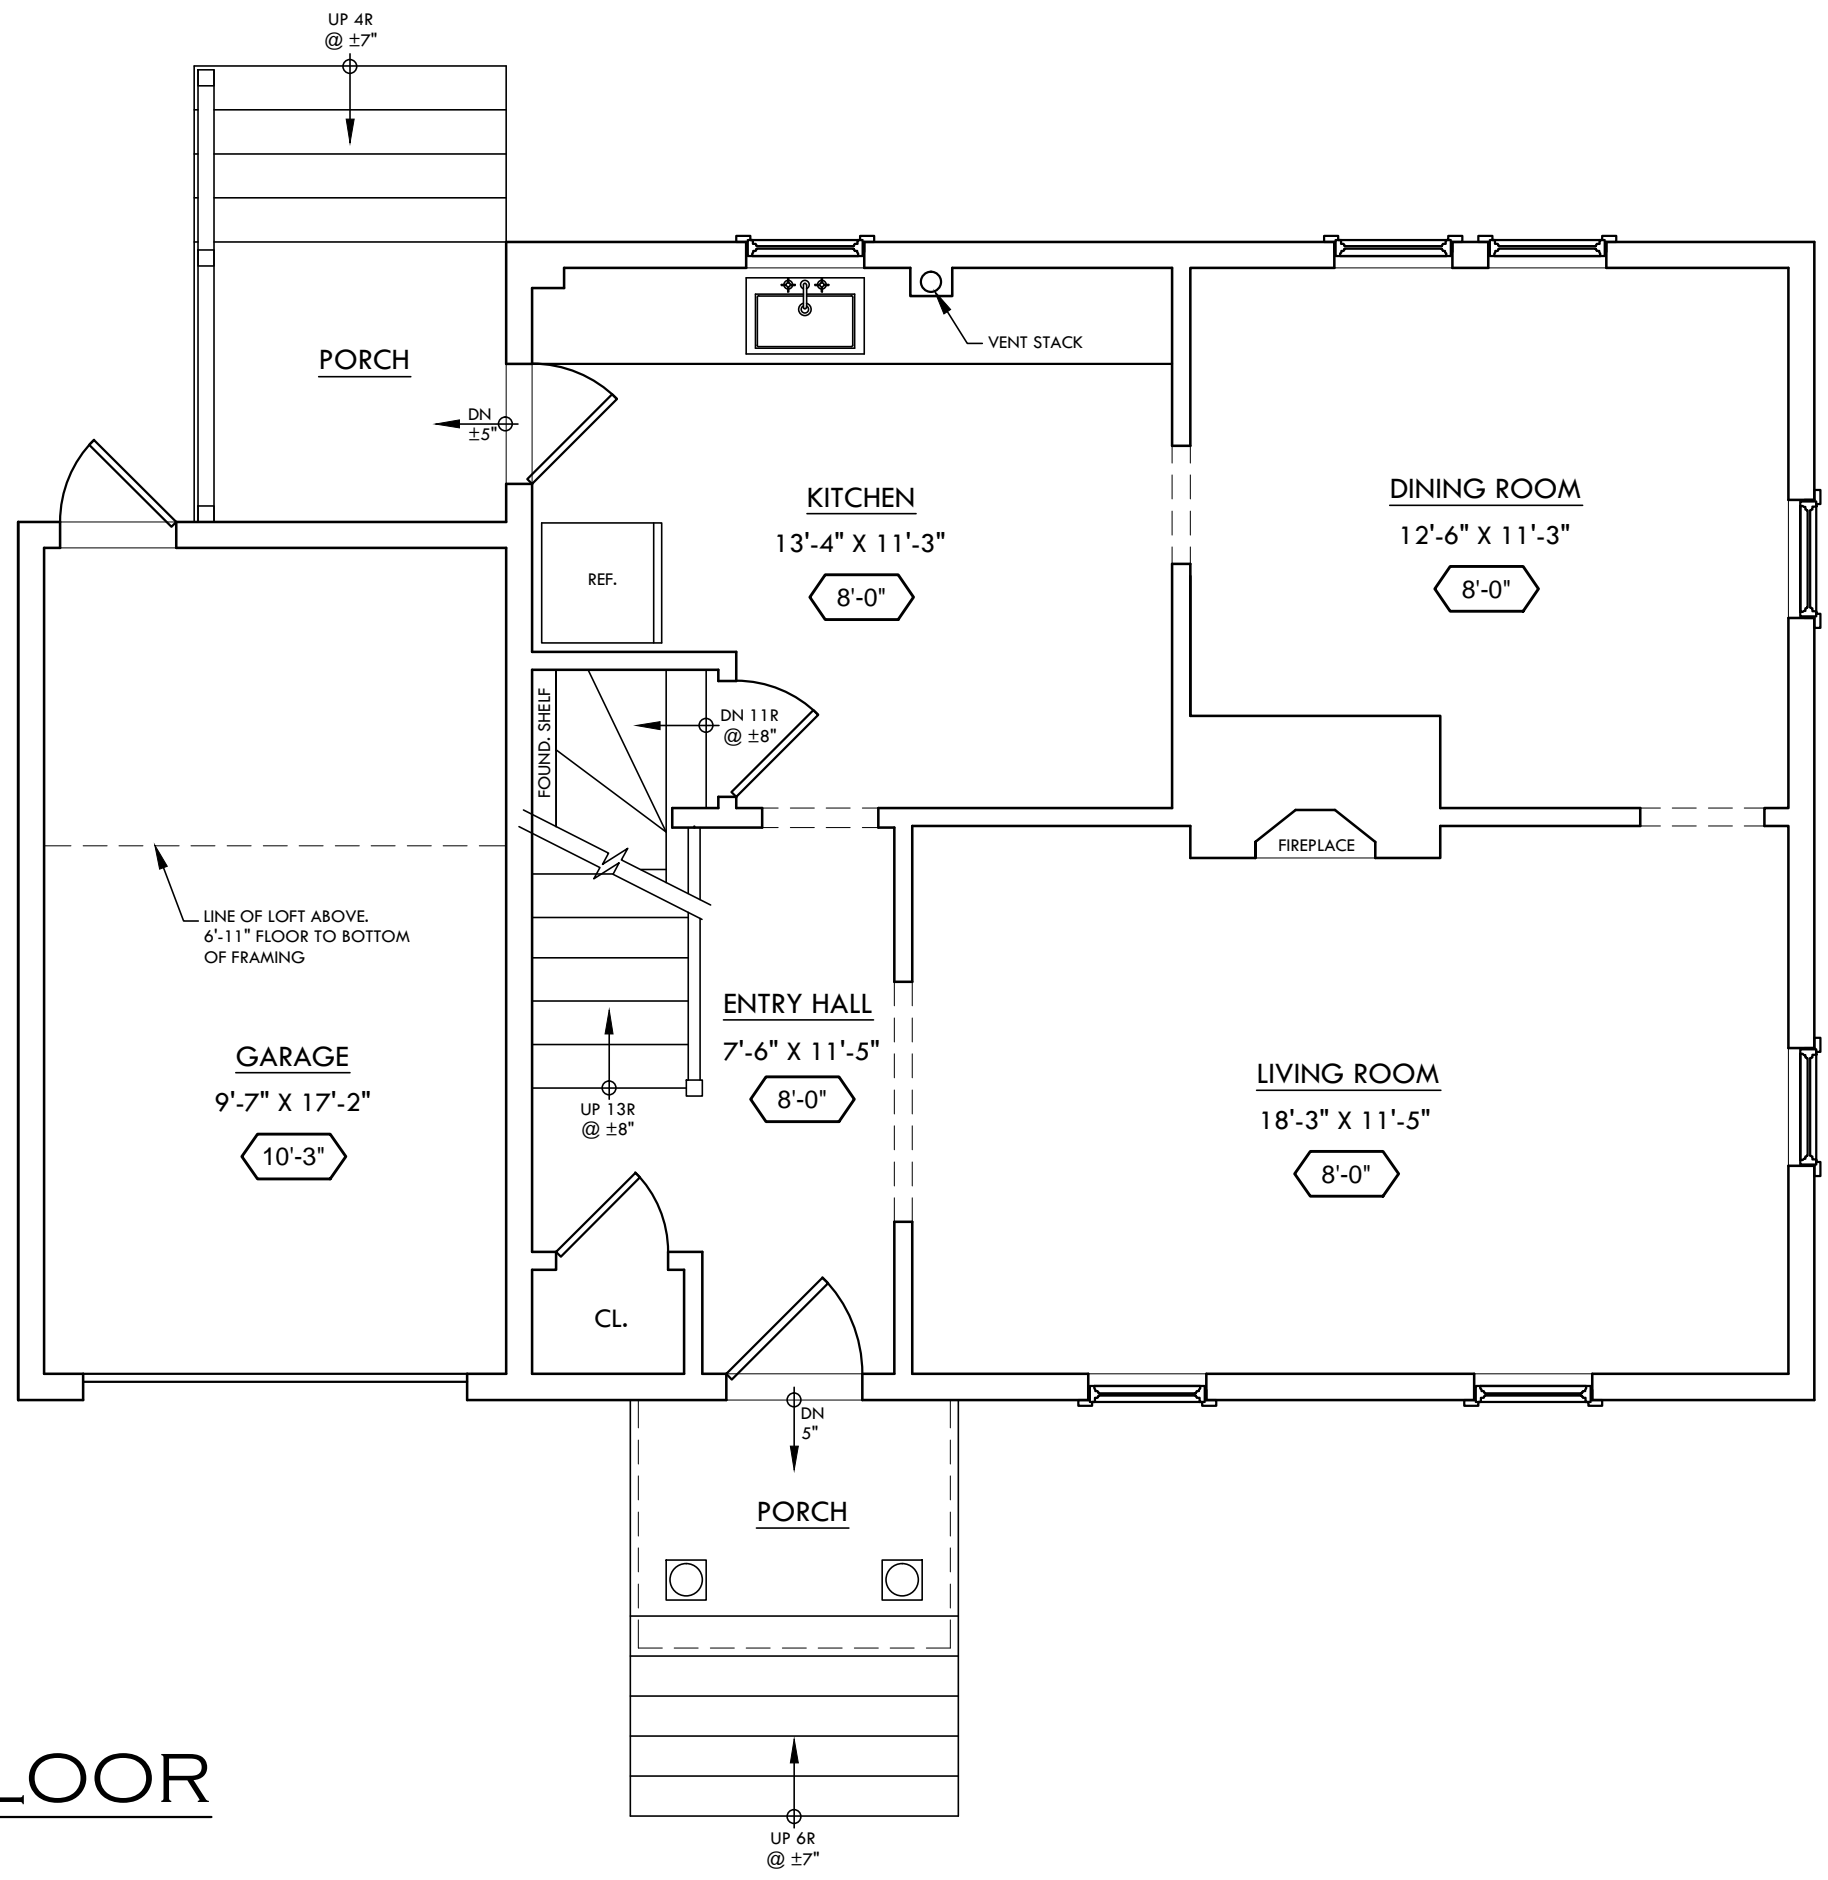 UP 4R
@ ±7"
PORCH
DN
±5"
VENT STACK
KITCHEN
13'-4" X 11'-3"
8'-0"
DINING ROOM
12'-6" X 11'-3"
8'-0"
REF.
FOUND. SHELF
DN 11R
@ ±8"
FIREPLACE
LINE OF LOFT ABOVE.
6'-11" FLOOR TO BOTTOM
OF FRAMING
GARAGE
9'-7" X 17'-2"
10'-3"
ENTRY HALL
7'-6" X 11'-5"
8'-0"
UP 13R
@ ±8"
LIVING ROOM
18'-3" X 11'-5"
8'-0"
CL.
DN
5"
PORCH
UP 6R
@ ±7"
LOOR